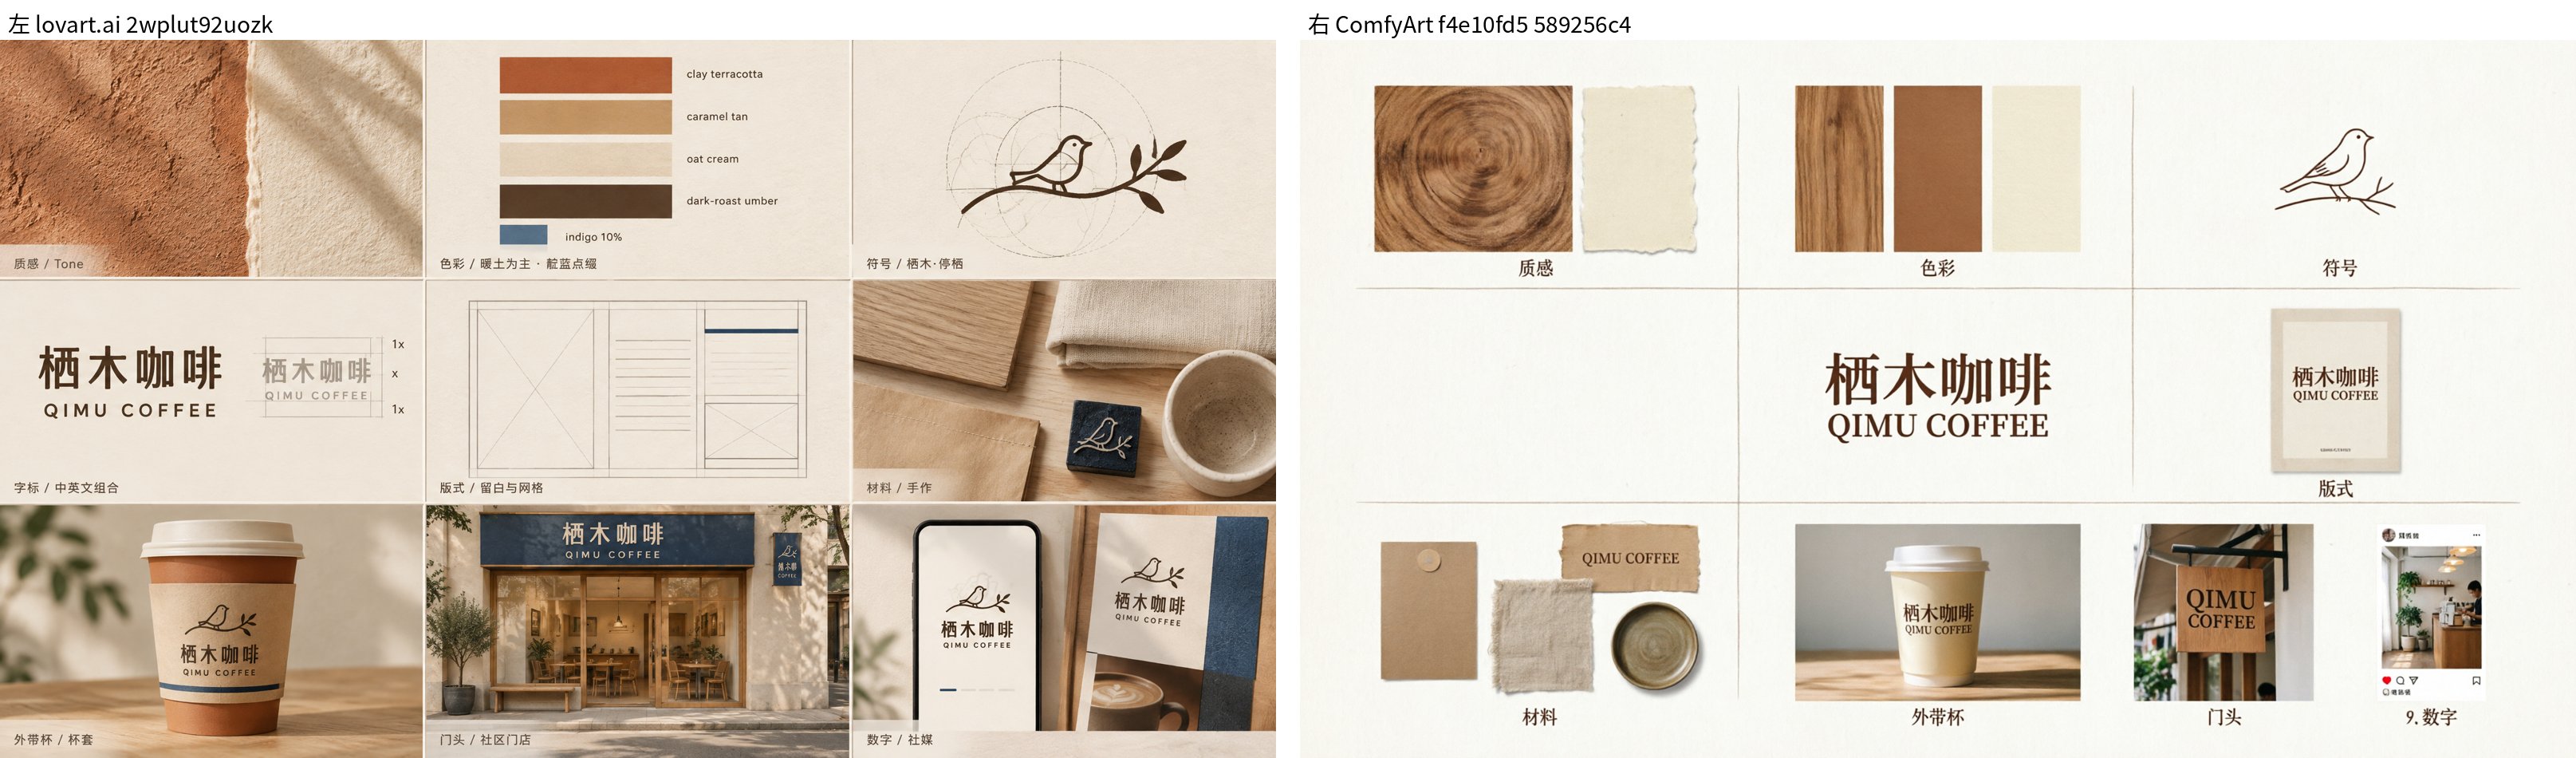 左 lovart.ai 2wplut92uozk
质感 / Tone
clay terracotta
caramel tan
oat cream
dark-roast umber
indigo 10%
色彩 / 暖土为主 · 靛蓝点缀
符号 / 栖木·停栖
栖木咖啡
QIMU COFFEE
栖木咖啡
QIMU COFFEE
1x
x
1x
字标 / 中英文组合
版式 / 留白与网格
材料 / 手作
栖木咖啡
QIMU COFFEE
外带杯 / 杯套
栖木咖啡
QIMU COFFEE
COFFEE
门头 / 社区门店
栖木咖啡
QIMU COFFEE
栖木咖啡
QIMU COFFEE
数字 / 社媒
右 ComfyArt f4e10fd5 589256c4
质感
色彩
符号
栖木咖啡
QIMU COFFEE
栖木咖啡
QIMU COFFEE
版式
QIMU COFFEE
材料
栖木咖啡
QIMU COFFEE
外带杯
QIMU
COFFEE
门头
9. 数字